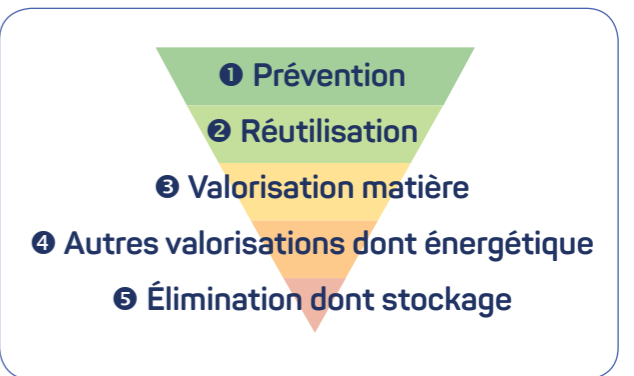 ❶ Prévention
❷ Réutilisation
❸ Valorisation matière
❹ Autres valorisations dont énergétique
❺ Élimination dont stockage